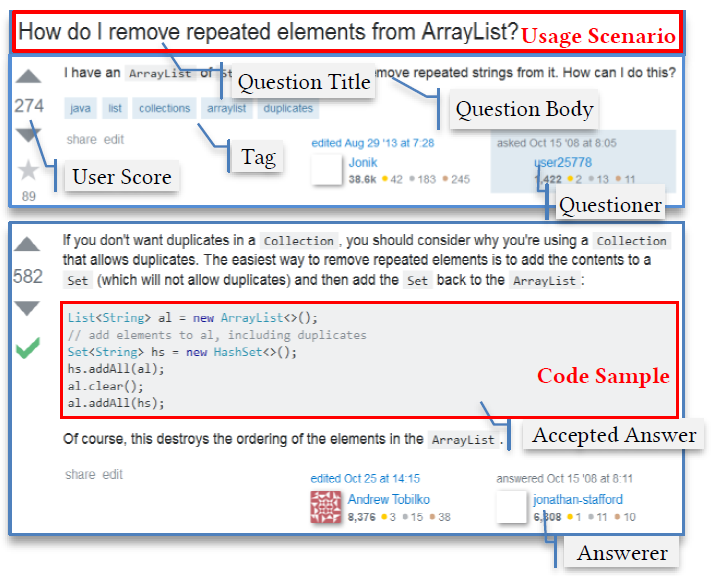 How do I remove repeated elements from ArrayList? Usage Scenario
I have an ArrayList of move repeated strings from it. How can I do this?
Question Title
274
java list collections arraylist duplicates
Question Body
share edit
Tag
edited Aug 29 '13 at 7:28
asked Oct 15 '08 at 8:05
Jonik
user25778
User Score
38.6k 42 183 245
1,422 2 13 11
89
Questioner
If you don't want duplicates in a Collection, you should consider why you're using a Collection
that allows duplicates. The easiest way to remove repeated elements is to add the contents to a
582
Set (which will not allow duplicates) and then add the Set back to the ArrayList:
List<String> al = new ArrayList<>();
// add elements to al, including duplicates
Set<String> hs = new HashSet<>();
hs.addAll(al);
al.clear();
al.addAll(hs);
Code Sample
Accepted Answer
Of course, this destroys the ordering of the elements in the ArrayList.
share edit
edited Oct 25 at 14:15
answered Oct 15 '08 at 8:11
Andrew Tobilko
jonathan-stafford
8,376 3 15 38
6,808 1 11 10
Answerer